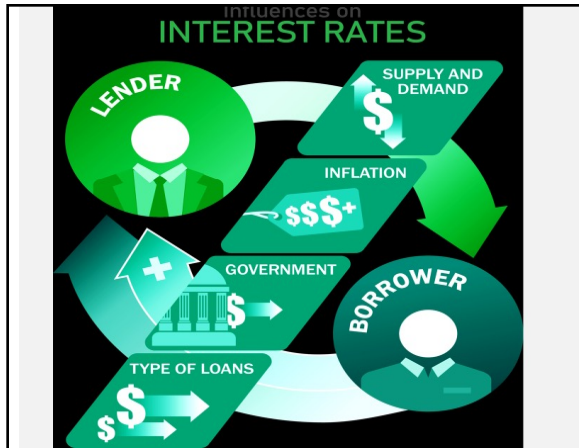 Influences on
INTEREST RATES
LENDER
SUPPLY AND
DEMAND
$
INFLATION
$$$+
GOVERNMENT
$
BORROWER
TYPE OF LOANS
$
$